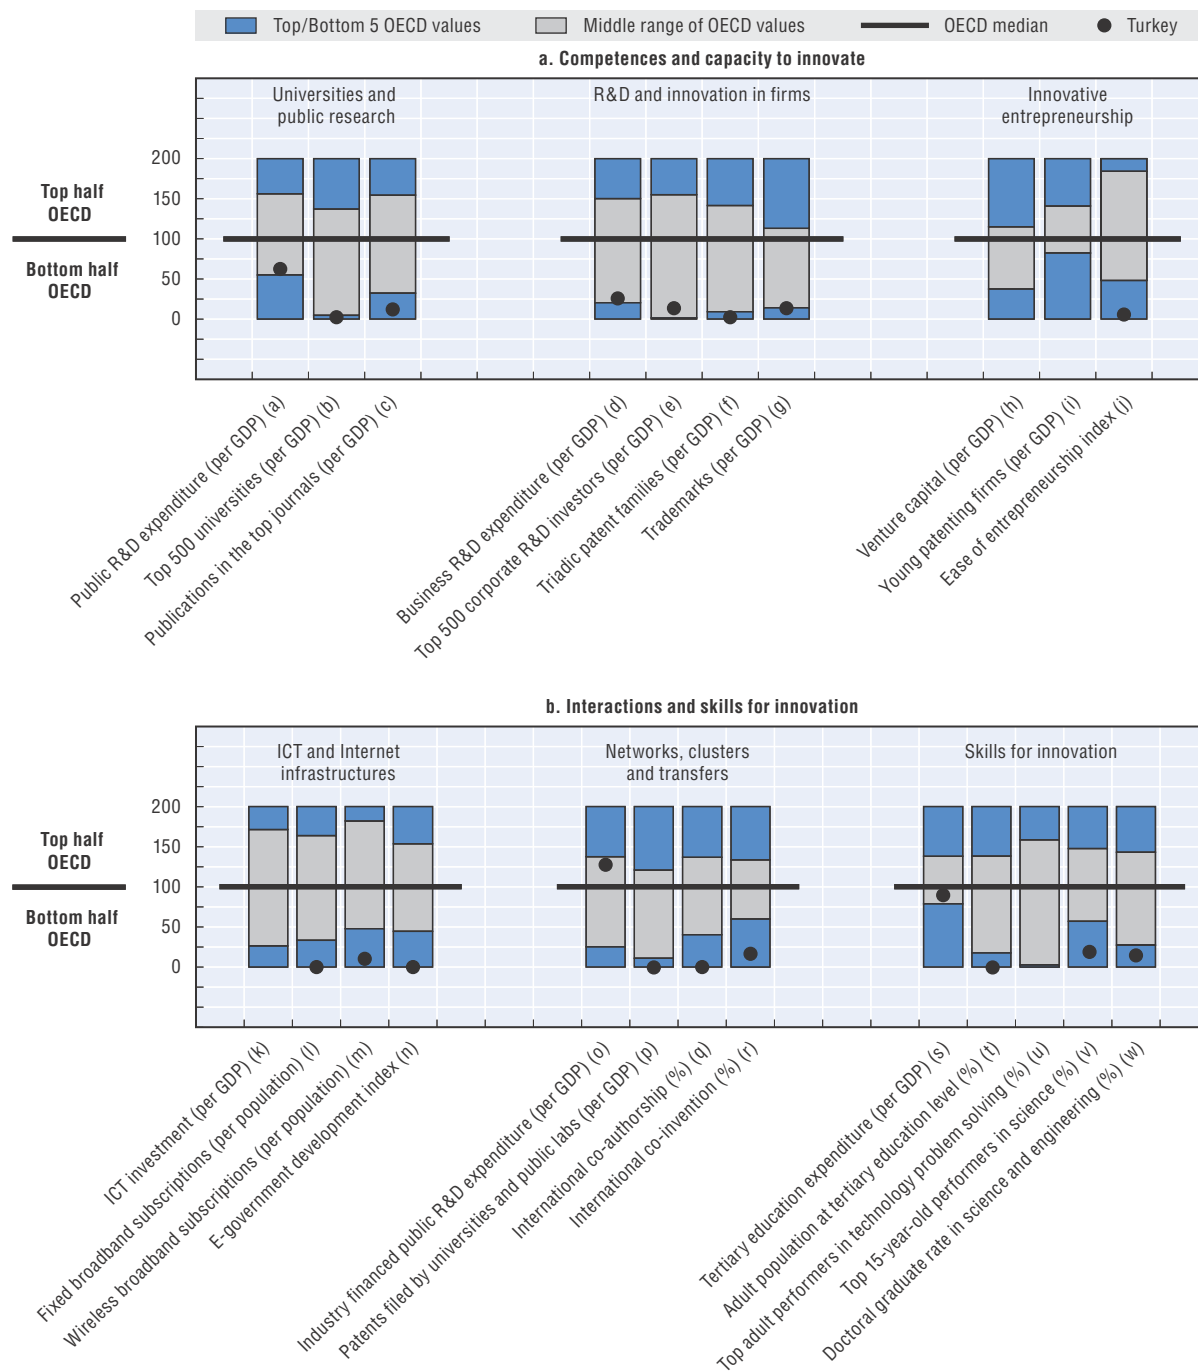 Top/Bottom 5 OECD values Middle range of OECD values OECD median Turkey
a. Competences and capacity to innovate
Universities and
public research
R&D and innovation in firms
Innovative
entrepreneurship
200
150
100
50
0
Top half
OECD
Bottom half
OECD
Public R&D expenditure (per GDP) (a)
Top 500 universities (per GDP) (b)
Publications in the top journals (per GDP) (c)
Business R&D expenditure (per GDP) (d)
Top 500 corporate R&D investors (per GDP) (e)
Triadic patent families (per GDP) (f)
Trademarks (per GDP) (g)
Venture capital (per GDP) (h)
Young patenting firms (per GDP) (i)
Ease of entrepreneurship index (j)
b. Interactions and skills for innovation
ICT and Internet
infrastructures
Networks, clusters
and transfers
Skills for innovation
200
150
100
50
0
Top half
OECD
Bottom half
OECD
ICT investment (per GDP) (k)
Fixed broadband subscriptions (per population) (l)
Wireless broadband subscriptions (per population) (m)
E-government development index (n)
Industry financed public R&D expenditure (per GDP) (o)
Patents filed by universities and public labs (per GDP) (p)
International co-authorship (%) (q)
International co-invention (%) (r)
Tertiary education expenditure (per GDP) (s)
Adult population at tertiary education level (%) (t)
Top adult performers in technology problem solving (%) (u)
Top 15-year-old performers in science (%) (v)
Doctoral graduate rate in science and engineering (%) (w)